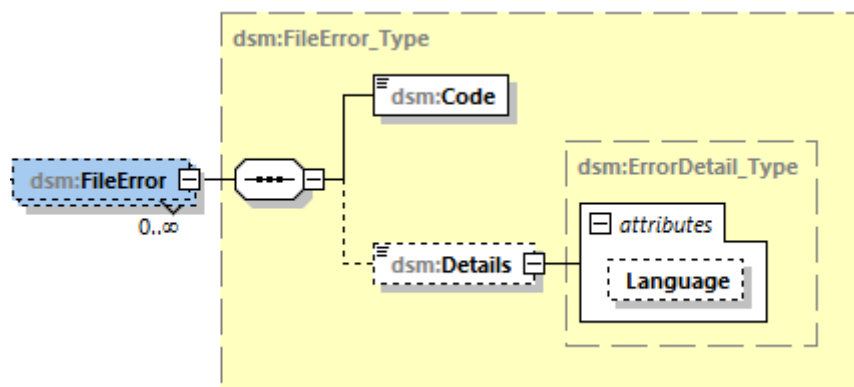 dsm:FileError_Type
dsm:Code
dsm:ErrorDetail_Type
dsm:FileError
attributes
0..∞
dsm:Details
Language